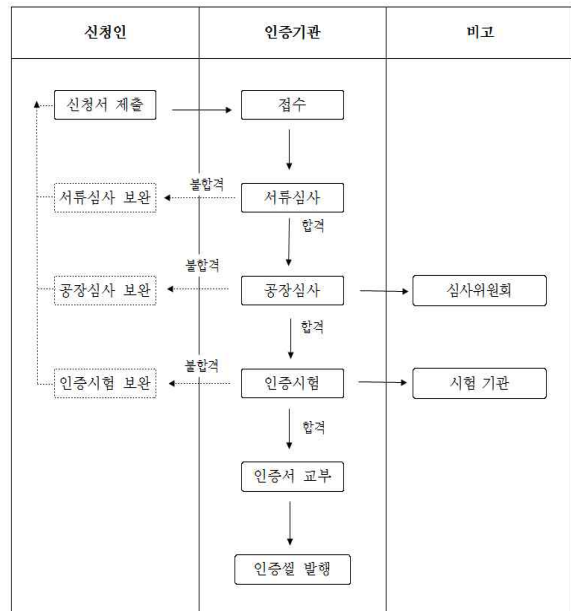 신청인 인증기관 비고
신청서 제출 접수
불합격
서류심사 보완 서류심사
합격
불합격
공장심사 보완 공장심사 심사위원회
합격
불합격
인증시험 보완 인증시험 시험 기관
합격
인증서 교부
인증씰 발행